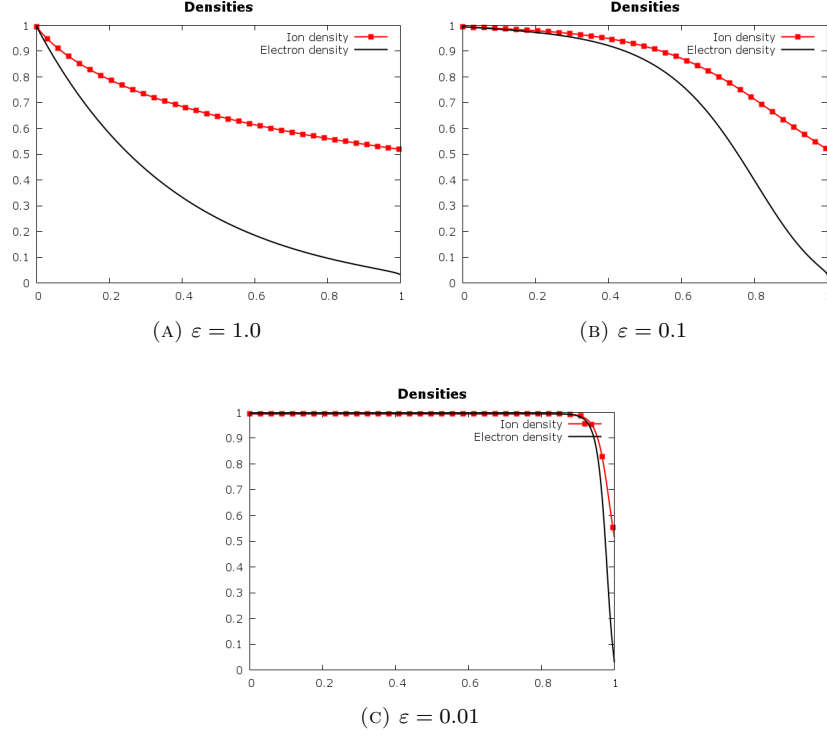 Densities
1
0.9
0.8
0.7
0.6
0.5
0.4
0.3
0.2
0.1
0
0 0.2 0.4 0.6 0.8 1
Ion density
Electron density
(A) ε = 1.0
Densities
1
0.9
0.8
0.7
0.6
0.5
0.4
0.3
0.2
0.1
0
0 0.2 0.4 0.6 0.8
Ion density
Electron density
(B) ε = 0.1
Densities
1
0.9
0.8
0.7
0.6
0.5
0.4
0.3
0.2
0.1
0
0 0.2 0.4 0.6 0.8 1
Ion density
Electron density
(C) ε = 0.01